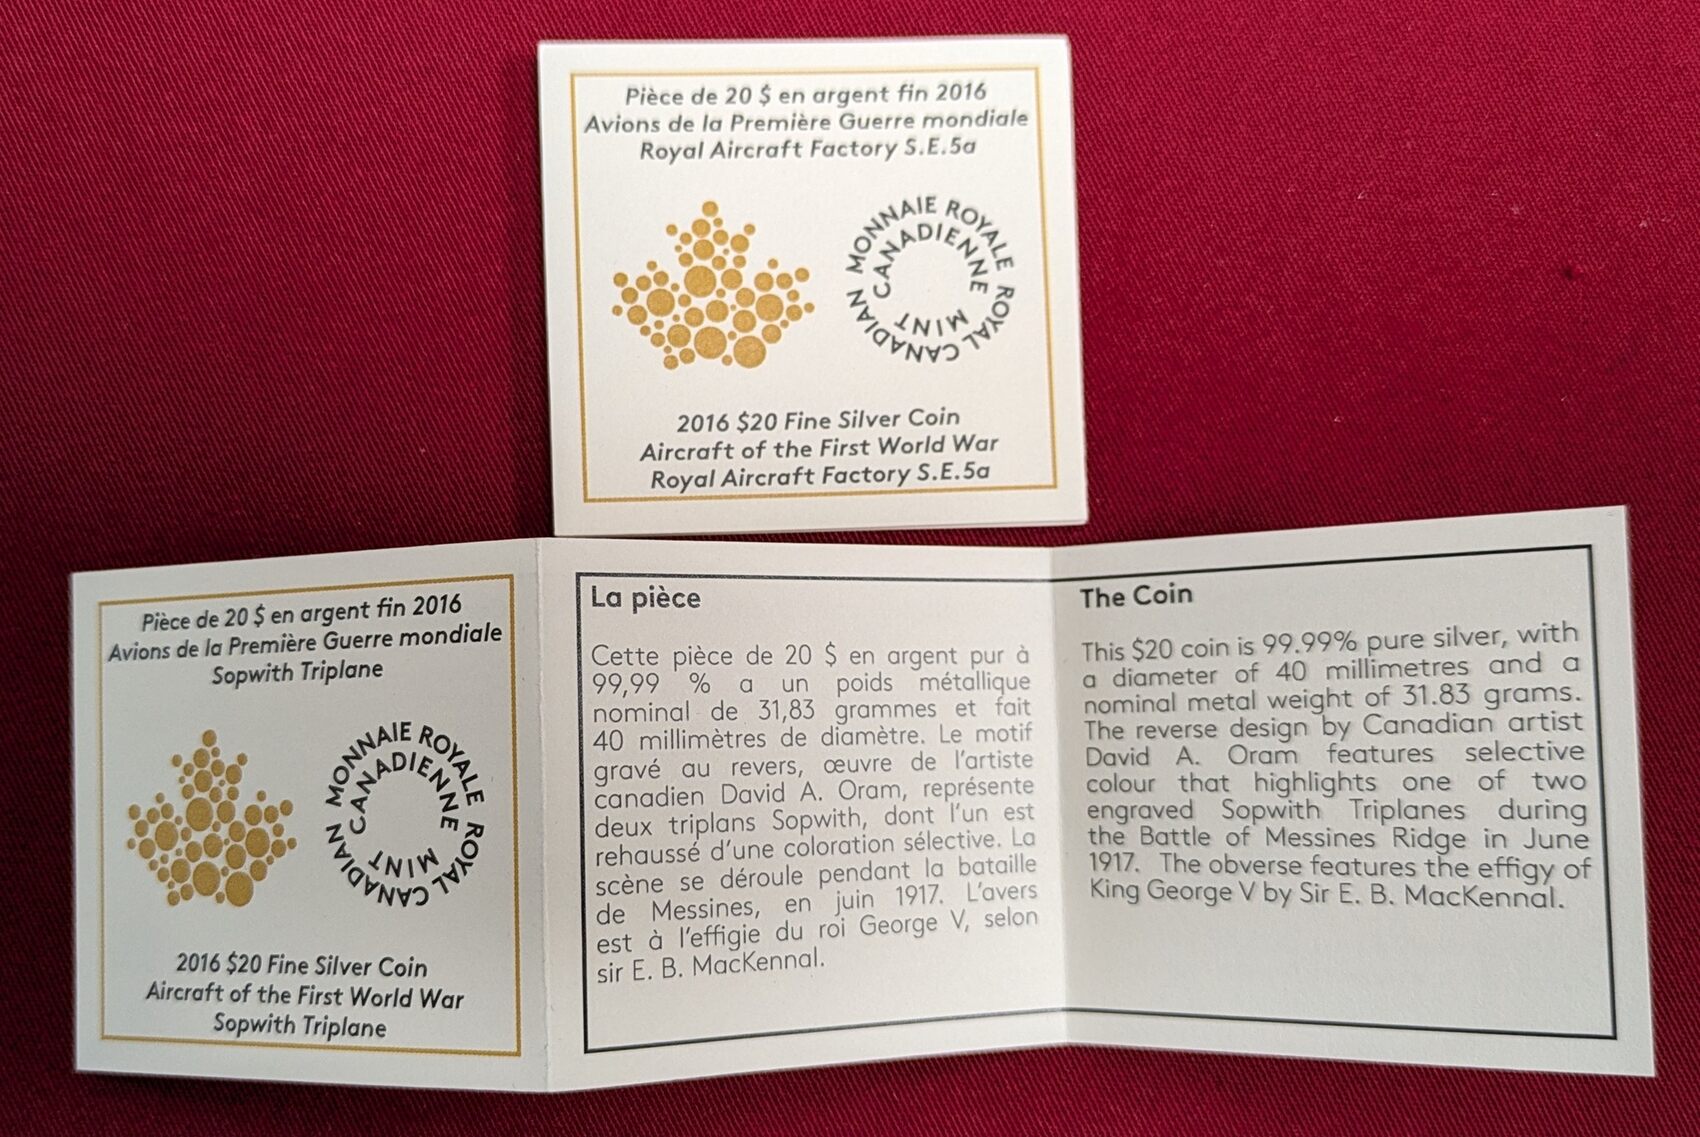 Pièce de 20 $ en argent fin 2016
Avions de la Première Guerre mondiale
Royal Aircraft Factory S.E.5a
MONNAIE ROYALE CANADIENNE
ROYAL CANADIAN MINT
2016 $20 Fine Silver Coin
Aircraft of the First World War
Royal Aircraft Factory S.E.5a
Pièce de 20 $ en argent fin 2016
Avions de la Première Guerre mondiale
Sopwith Triplane
MONNAIE ROYALE CANADIENNE
ROYAL CANADIAN MINT
2016 $20 Fine Silver Coin
Aircraft of the First World War
Sopwith Triplane
La pièce
Cette pièce de 20 $ en argent pur à
99,99 % a un poids métallique
nominal de 31,83 grammes et fait
40 millimètres de diamètre. Le motif
gravé au revers, œuvre de l'artiste
canadien David A. Oram, représente
deux triplans Sopwith, dont l'un est
rehaussé d'une coloration sélective. La
scène se déroule pendant la bataille
de Messines, en juin 1917. L'avers
est à l'effigie du roi George V, selon
sir E. B. MacKennal.
The Coin
This $20 coin is 99.99% pure silver, with
a diameter of 40 millimetres and a
nominal metal weight of 31.83 grams.
The reverse design by Canadian artist
David A. Oram features selective
colour that highlights one of two
engraved Sopwith Triplanes during
the Battle of Messines Ridge in June
1917. The obverse features the effigy of
King George V by Sir E. B. MacKennal.